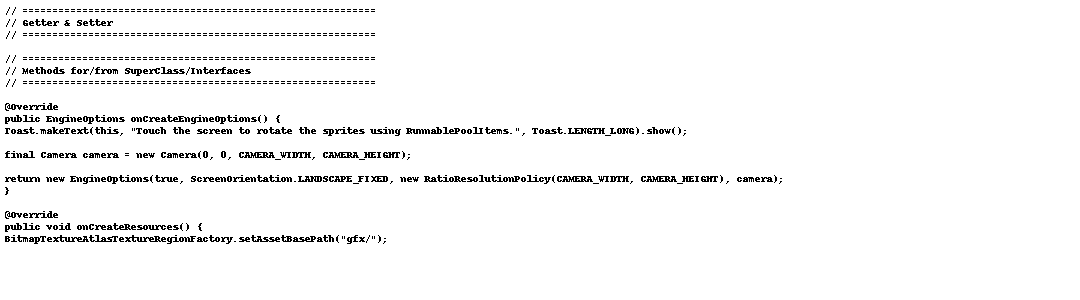 // ===========================================================
// Getter & Setter
// ===========================================================
// ===========================================================
// Methods for/from SuperClass/Interfaces
// ===========================================================
@Override
public EngineOptions onCreateEngineOptions() {
Toast.makeText(this, "Touch the screen to rotate the sprites using RunnablePoolItems.", Toast.LENGTH_LONG).show();
final Camera camera = new Camera(0, 0, CAMERA_WIDTH, CAMERA_HEIGHT);
return new EngineOptions(true, ScreenOrientation.LANDSCAPE_FIXED, new RatioResolutionPolicy(CAMERA_WIDTH, CAMERA_HEIGHT), camera);
}
@Override
public void onCreateResources() {
BitmapTextureAtlasTextureRegionFactory.setAssetBasePath("gfx/");